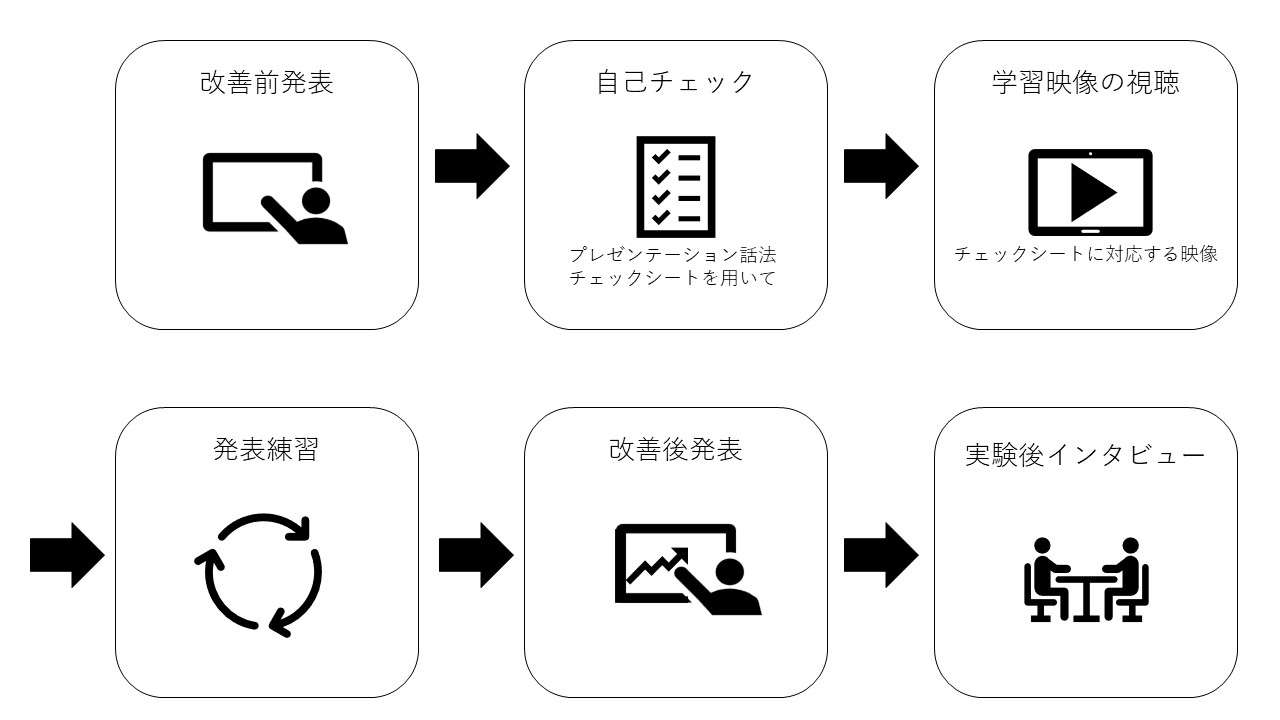 改善前発表
自己チェック
プレゼンテーション話法
チェックシートを用いて
学習映像の視聴
チェックシートに対応する映像
発表練習
改善後発表
実験後インタビュー